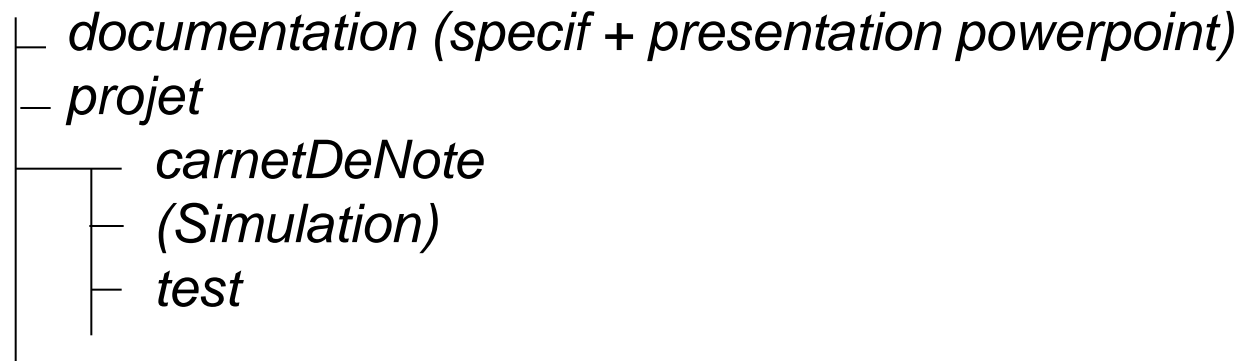 documentation (specif + presentation powerpoint)
projet
carnetDeNote
(Simulation)
test